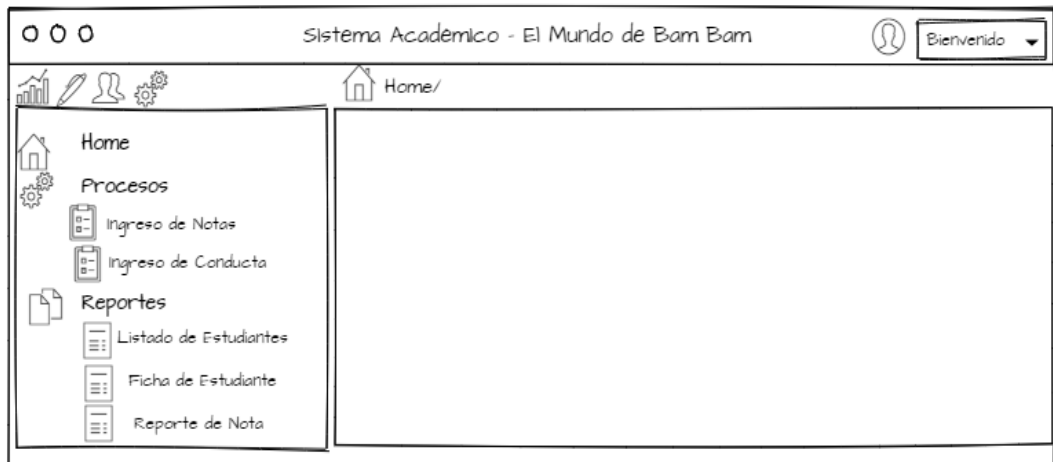 Sistema Académico - El Mundo de Bam Bam
Bienvenido
Home/
Home
Procesos
Ingreso de Notas
Ingreso de Conducta
Reportes
Listado de Estudiantes
Ficha de Estudiante
Reporte de Nota